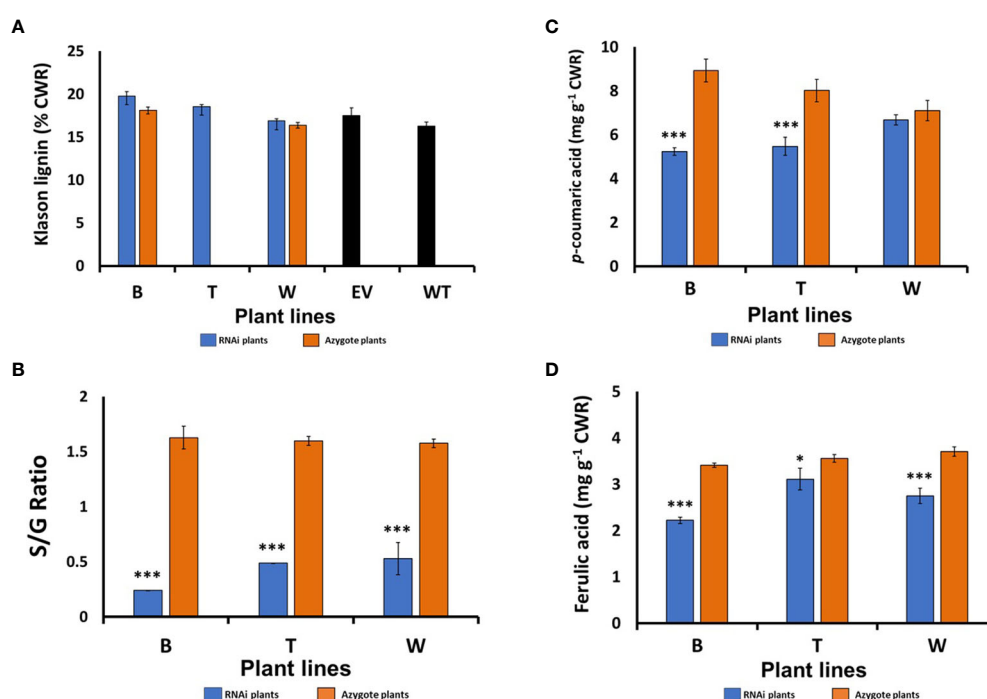 A
Klason lignin (% CWR)
25
20
15
10
5
0
B T W EV WT
Plant lines
RNAi plants Azygote plants
B
S/G Ratio
2
1.5
1
0.5
0
***
***
***
B T W
Plant lines
RNAi plants Azygote plants
C
p-coumaric acid (mg g⁻¹ CWR)
10
8
6
4
2
0
***
***
B T W
Plant lines
RNAi plants Azygote plants
D
Ferulic acid (mg g⁻¹ CWR)
5
4
3
2
1
0
***
*
***
B T W
Plant lines
RNAi plants Azygote plants